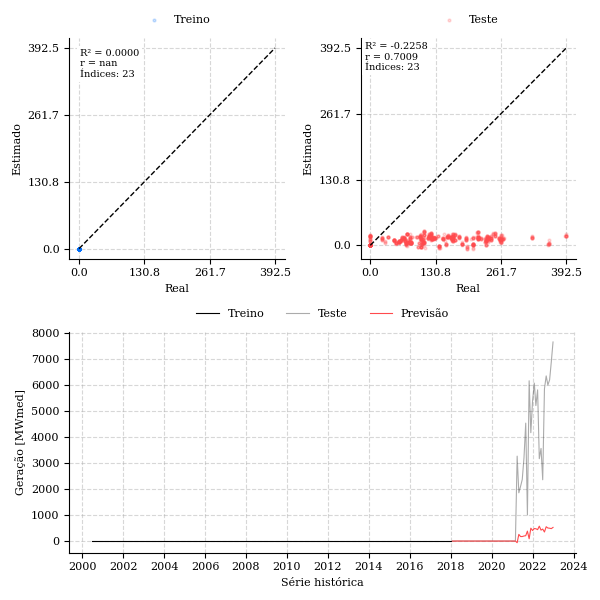 Treino
Teste
R² = 0.0000
r = nan
Índices: 23
R² = -0.2258
r = 0.7009
Índices: 23
392.5
261.7
130.8
0.0
Estimado
0.0 130.8 261.7 392.5
Real
392.5
261.7
130.8
0.0
Estimado
0.0 130.8 261.7 392.5
Real
Treino Teste Previsão
8000
7000
6000
5000
4000
3000
2000
1000
0
Geração [MWmed]
2000 2002 2004 2006 2008 2010 2012 2014 2016 2018 2020 2022 2024
Série histórica